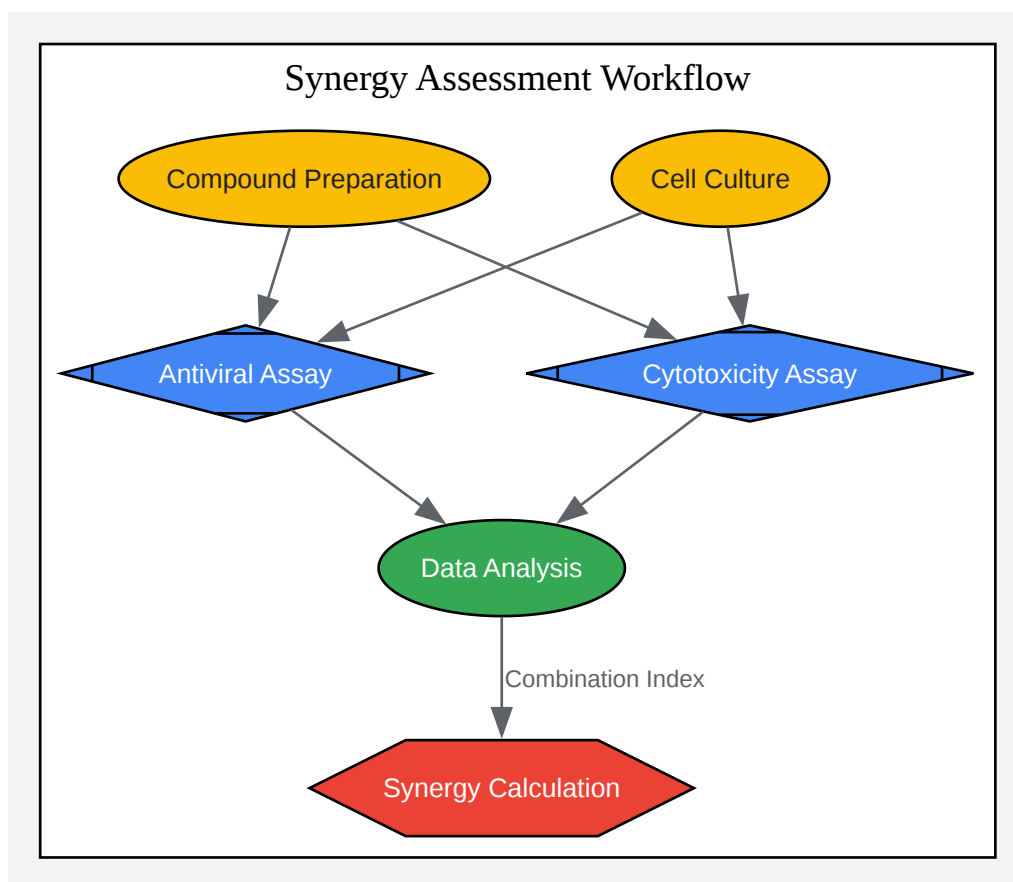 Synergy Assessment Workflow
Compound Preparation
Cell Culture
Antiviral Assay
Cytotoxicity Assay
Data Analysis
Combination Index
Synergy Calculation